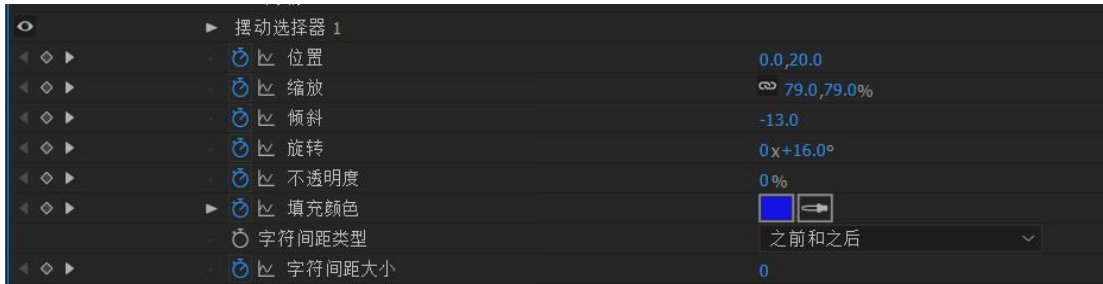 摆动选择器 1
位置 0.0,20.0
缩放 79.0,79.0%
倾斜 -13.0
旋转 0x+16.0°
不透明度 0%
填充颜色
字符间距类型 之前和之后
字符间距大小 0